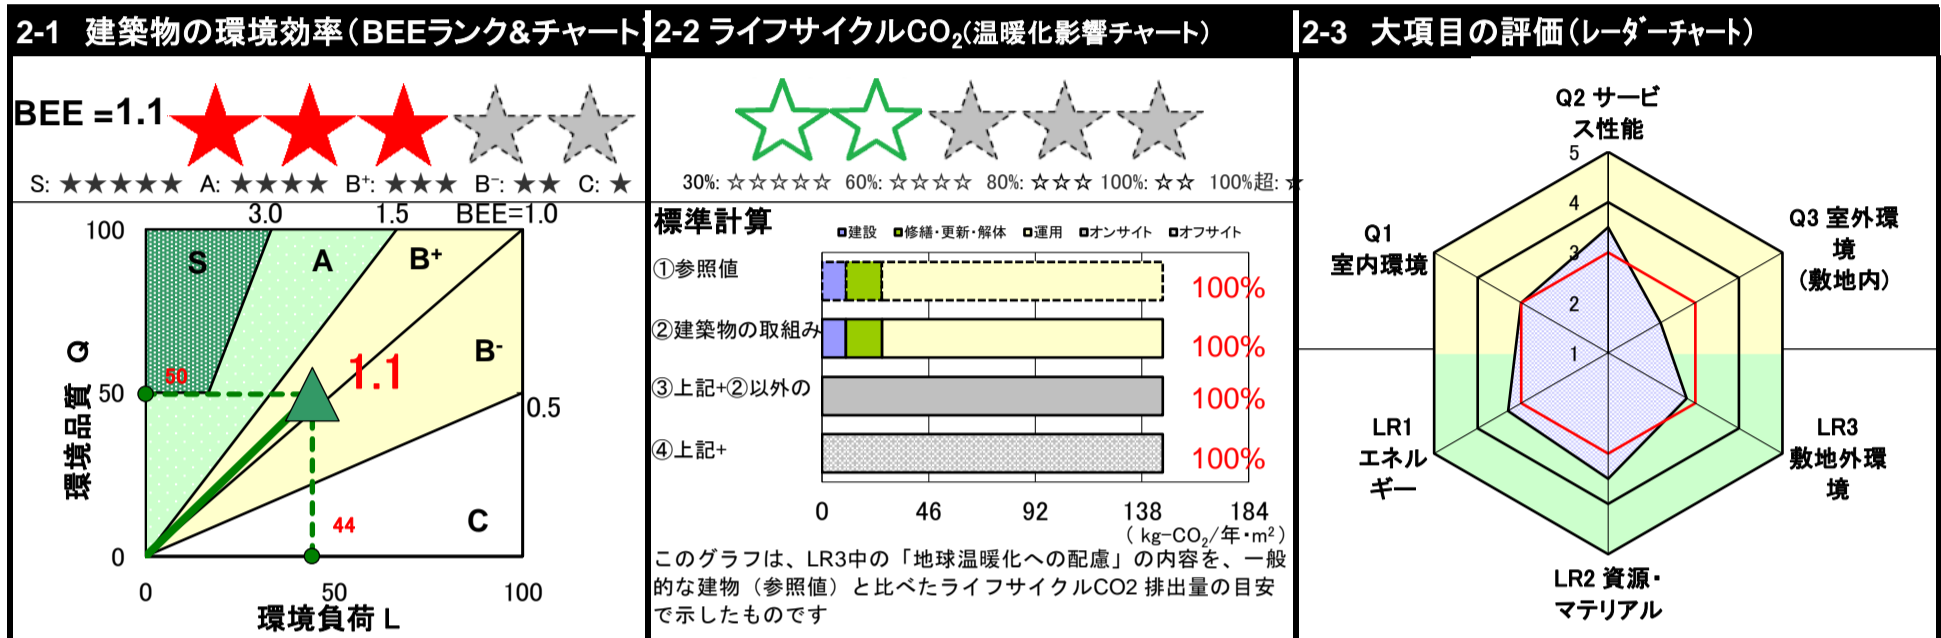 2-1 建築物の環境効率(BEEランク&チャート)
BEE =1.1
S: ★★★★★ A: ★★★★ B⁺: ★★★ B⁻: ★★ C: ★
3.0 1.5 BEE=1.0
100
S A B⁺
B⁻
環境品質 Q
50
50
1.1
0.5
44
C
0
0 50 100
環境負荷 L
2-2 ライフサイクルCO₂(温暖化影響チャート)
30%: ☆☆☆☆☆ 60%: ☆☆☆☆ 80%: ☆☆☆ 100%: ☆☆ 100%超: ☆
標準計算
建設 修繕・更新・解体 運用 オンサイト オフサイト
①参照値 100%
②建築物の取組み 100%
③上記+②以外の 100%
④上記+ 100%
0 46 92 138 184
( kg-CO₂/年・m²)
このグラフは、LR3中の「地球温暖化への配慮」の内容を、一般
的な建物(参照値)と比べたライフサイクルCO2 排出量の目安
で示したものです
2-3 大項目の評価(レーダーチャート)
Q2 サービ
ス性能
5
4
3
2
1
Q3 室外環
境
(敷地内)
Q1
室内環境
LR1
エネル
ギー
LR3
敷地外環
境
LR2 資源・
マテリアル